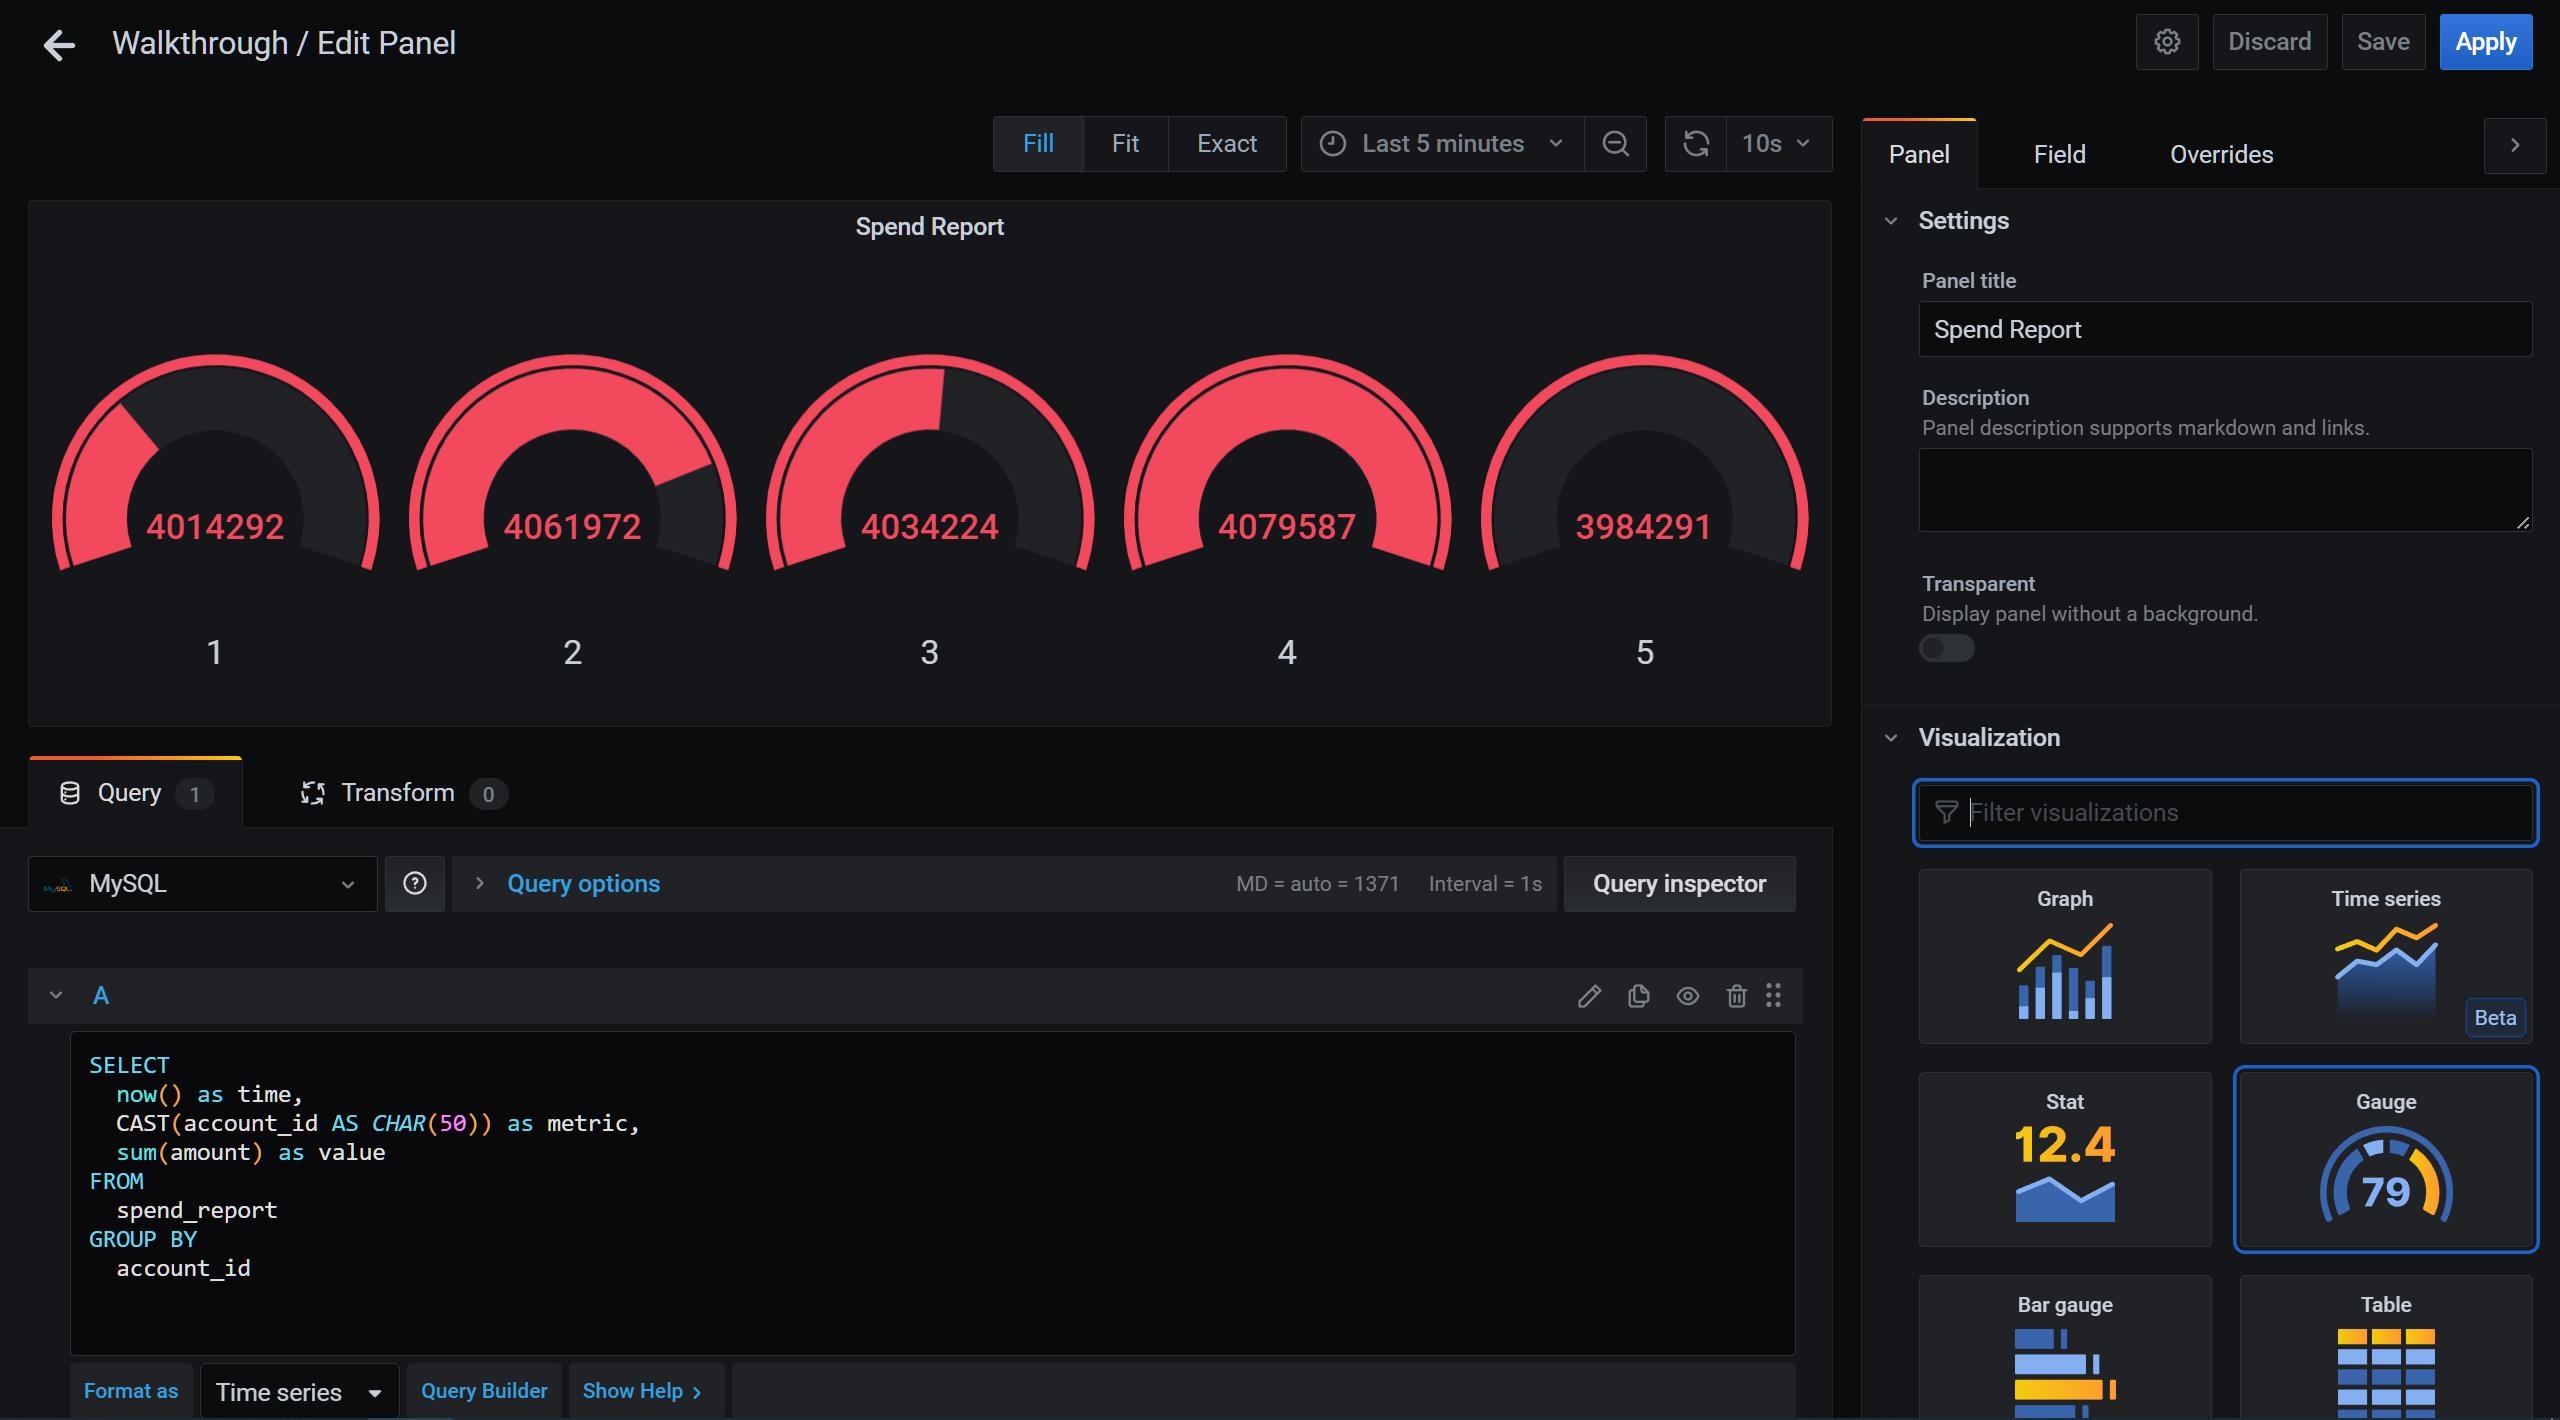 Walkthrough / Edit Panel
Discard
Save
Apply
Fill
Fit
Exact
Last 5 minutes
10s
Spend Report
4014292
4061972
4034224
4079587
3984291
1
2
3
4
5
Query 1
Transform 0
MySQL
MySQL
Query options
MD = auto = 1371
Interval = 1s
Query inspector
A
SELECT
now() as time,
CAST(account_id AS CHAR(50)) as metric,
sum(amount) as value
FROM
spend_report
GROUP BY
account_id
Format as
Time series
Query Builder
Show Help
Panel
Field
Overrides
Settings
Panel title
Spend Report
Description
Panel description supports markdown and links.
Transparent
Display panel without a background.
Visualization
Filter visualizations
Graph
Time series
Beta
Stat
12.4
Gauge
79
Bar gauge
Table